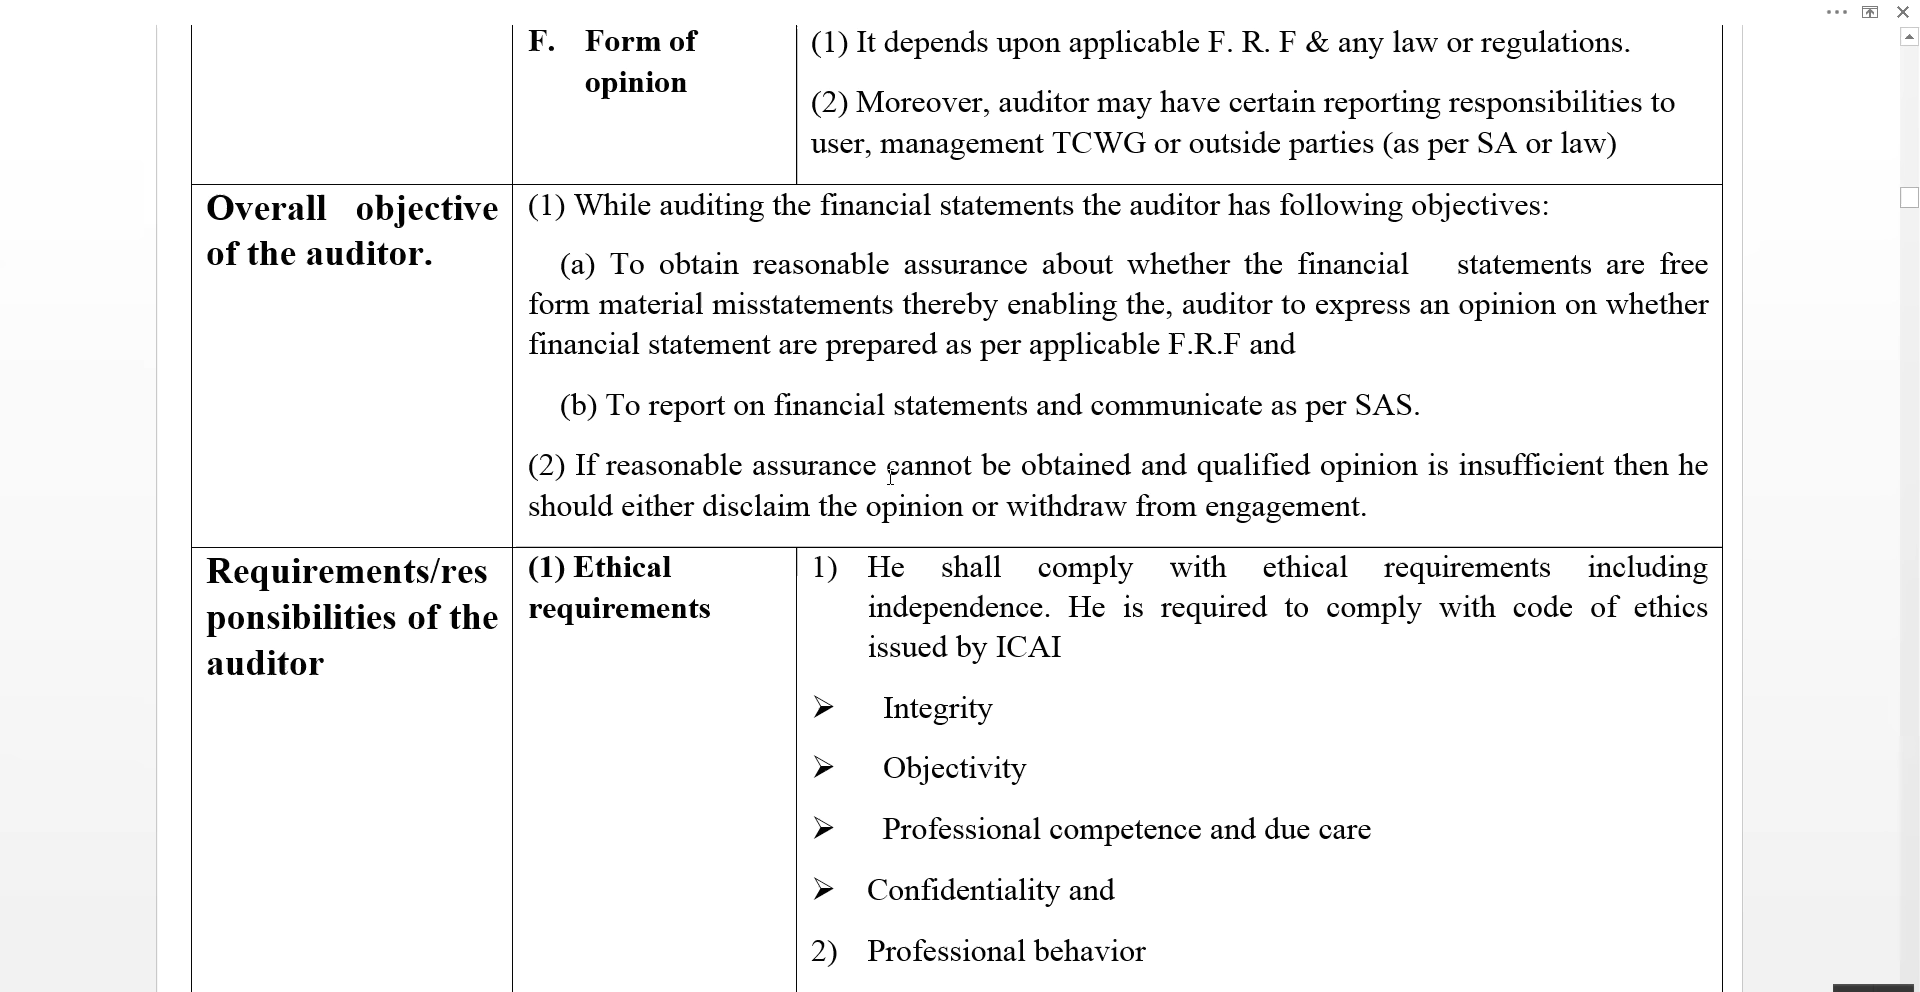 F. Form of
opinion
(1) It depends upon applicable F. R. F & any law or regulations.
(2) Moreover, auditor may have certain reporting responsibilities to
user, management TCWG or outside parties (as per SA or law)
Overall objective
of the auditor.
(1) While auditing the financial statements the auditor has following objectives:
(a) To obtain reasonable assurance about whether the financial statements are free
form material misstatements thereby enabling the, auditor to express an opinion on whether
financial statement are prepared as per applicable F.R.F and
(b) To report on financial statements and communicate as per SAS.
(2) If reasonable assurance cannot be obtained and qualified opinion is insufficient then he
should either disclaim the opinion or withdraw from engagement.
Requirements/res
ponsibilities of the
auditor
(1) Ethical
requirements
1) He shall comply with ethical requirements including
independence. He is required to comply with code of ethics
issued by ICAI
➢ Integrity
➢ Objectivity
➢ Professional competence and due care
➢ Confidentiality and
2) Professional behavior